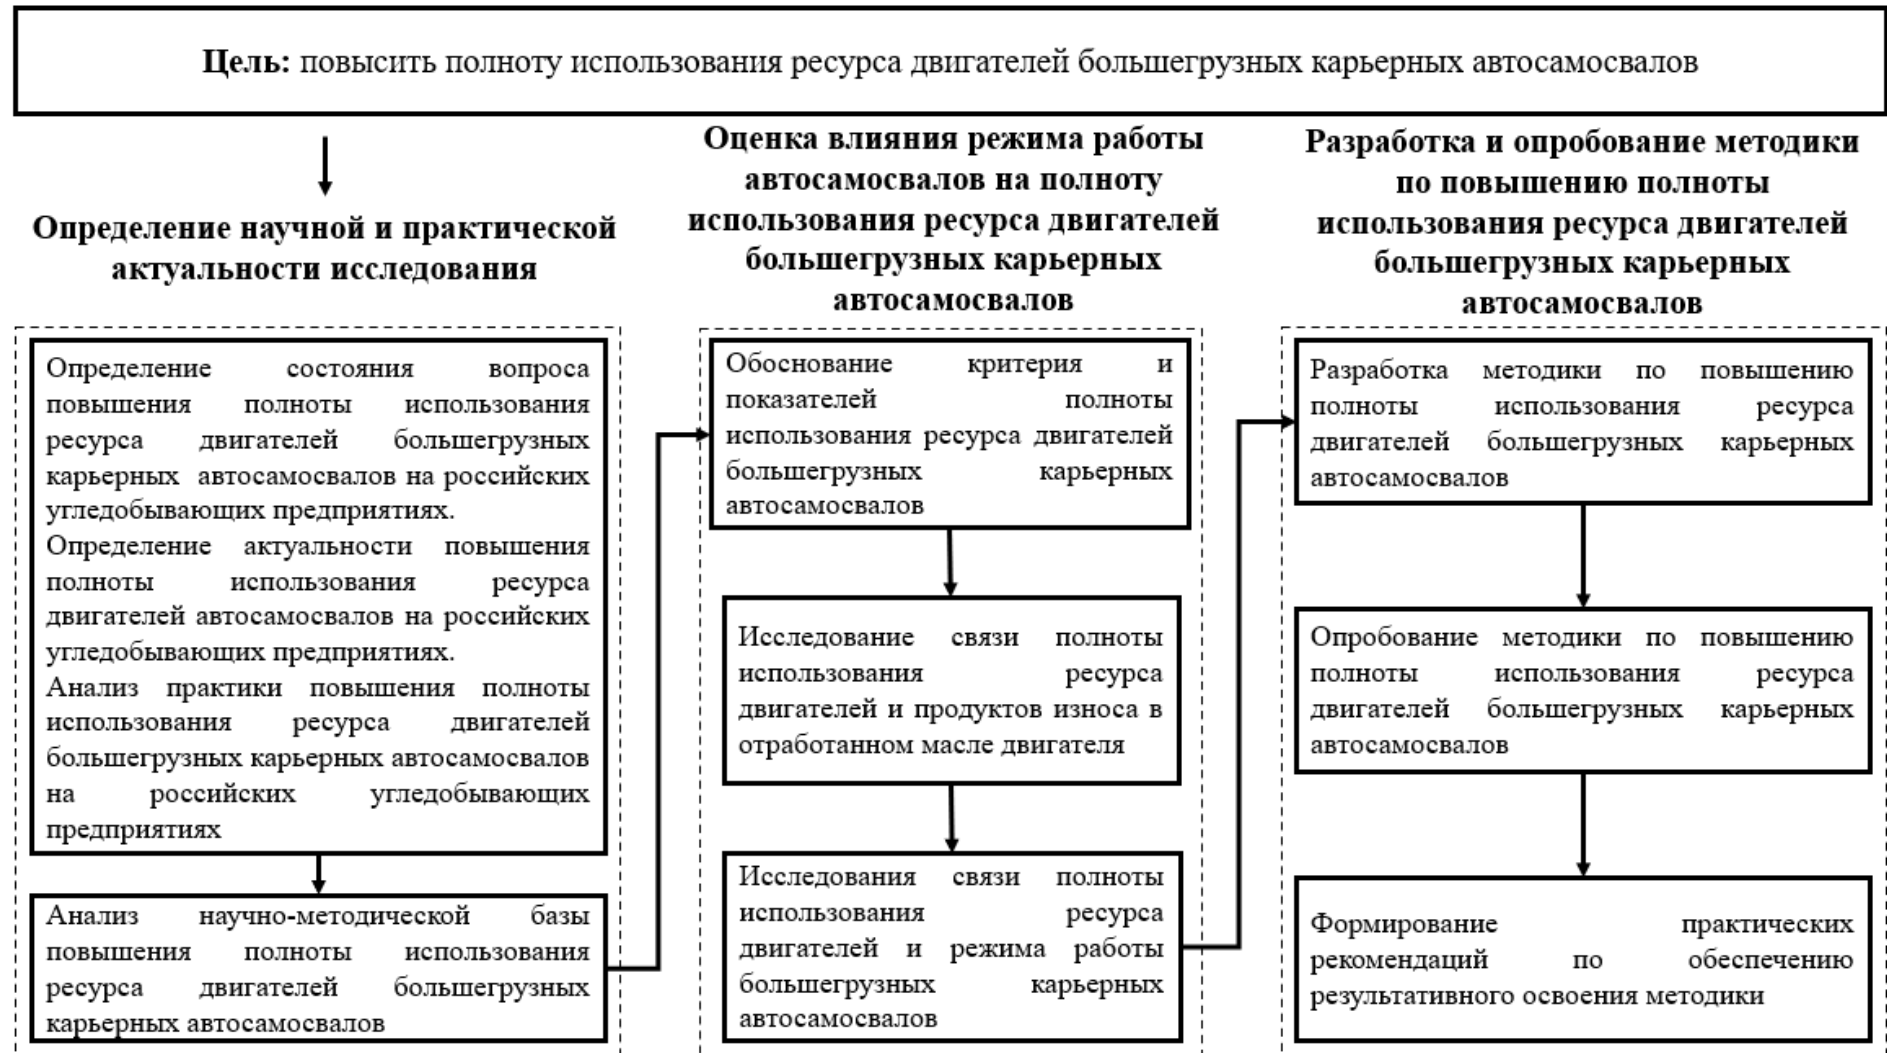 Цель: повысить полноту использования ресурса двигателей большегрузных карьерных автосамосвалов
Определение научной и практической
актуальности исследования
Определение состояния вопроса
повышения полноты использования
ресурса двигателей большегрузных
карьерных автосамосвалов на российских
угледобывающих предприятиях.
Определение актуальности повышения
полноты использования ресурса
двигателей автосамосвалов на российских
угледобывающих предприятиях.
Анализ практики повышения полноты
использования ресурса двигателей
большегрузных карьерных автосамосвалов
на российских угледобывающих
предприятиях
Анализ научно-методической базы
повышения полноты использования
ресурса двигателей большегрузных
карьерных автосамосвалов
Оценка влияния режима работы
автосамосвалов на полноту
использования ресурса двигателей
большегрузных карьерных
автосамосвалов
Обоснование критерия и
показателей полноты
использования ресурса двигателей
большегрузных карьерных
автосамосвалов
Исследование связи полноты
использования ресурса
двигателей и продуктов износа в
отработанном масле двигателя
Исследования связи полноты
использования ресурса
двигателей и режима работы
большегрузных карьерных
автосамосвалов
Разработка и опробование методики
по повышению полноты
использования ресурса двигателей
большегрузных карьерных
автосамосвалов
Разработка методики по повышению
полноты использования ресурса
двигателей большегрузных карьерных
автосамосвалов
Опробование методики по повышению
полноты использования ресурса
двигателей большегрузных карьерных
автосамосвалов
Формирование практических
рекомендаций по обеспечению
результативного освоения методики